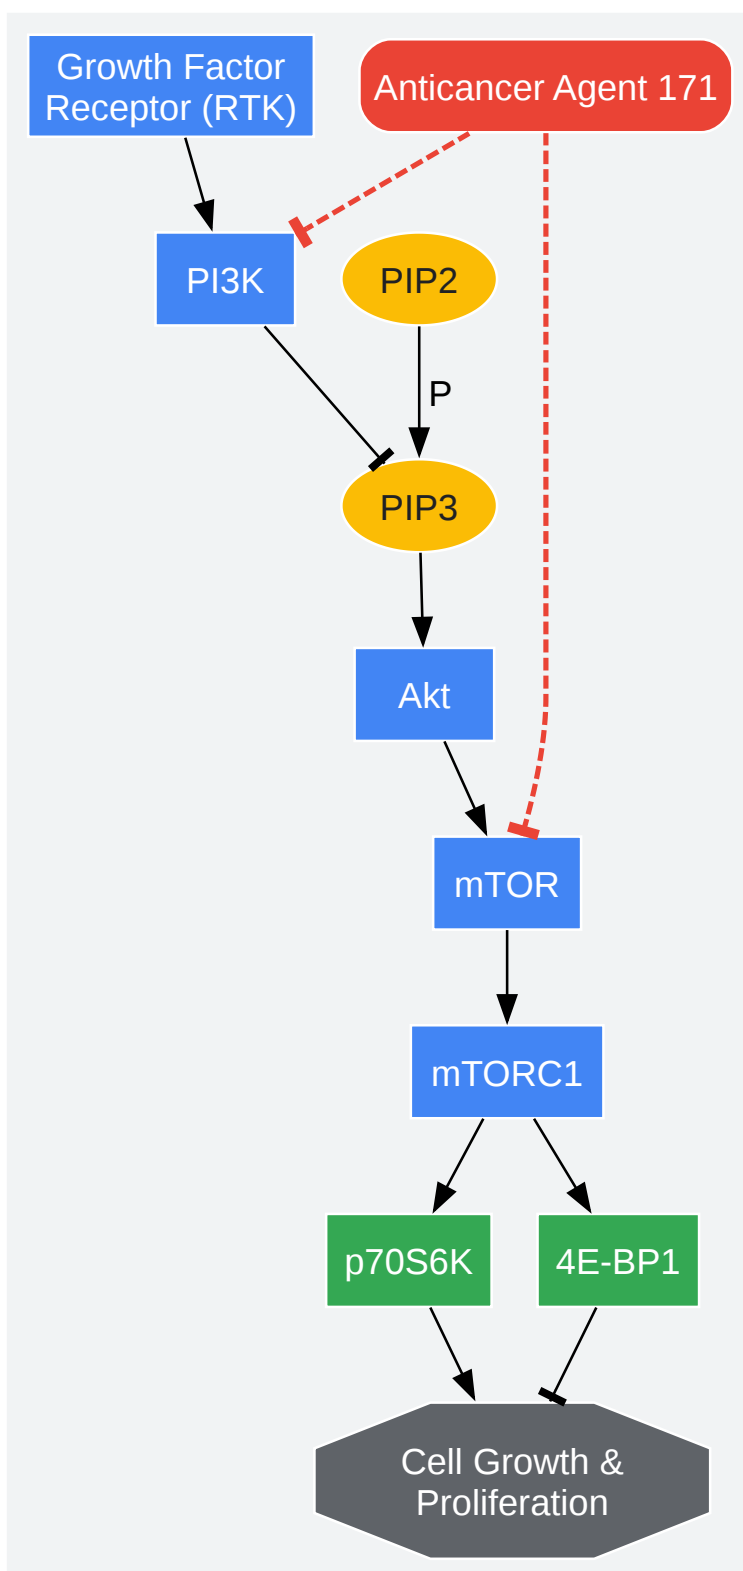 Growth Factor
Receptor (RTK)
Anticancer Agent 171
PI3K
PIP2
P
PIP3
Akt
mTOR
mTORC1
p70S6K
4E-BP1
Cell Growth &
Proliferation